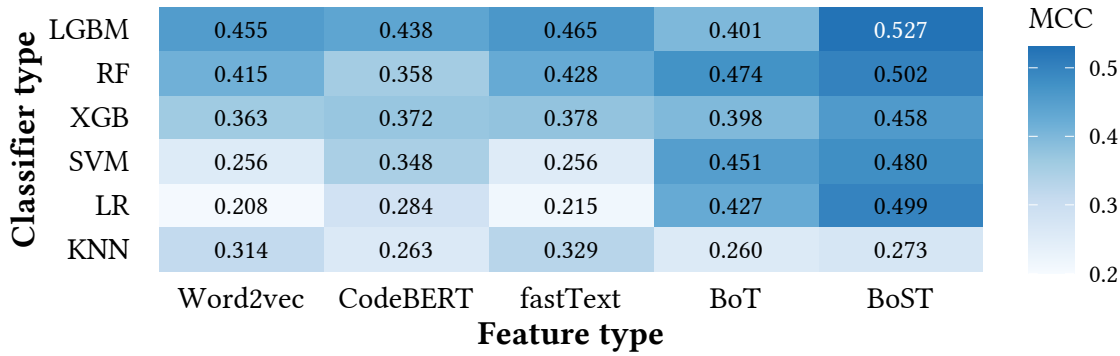 Classifier type
LGBM 0.455 0.438 0.465 0.401 0.527
RF 0.415 0.358 0.428 0.474 0.502
XGB 0.363 0.372 0.378 0.398 0.458
SVM 0.256 0.348 0.256 0.451 0.480
LR 0.208 0.284 0.215 0.427 0.499
KNN 0.314 0.263 0.329 0.260 0.273
Word2vec CodeBERT fastText BoT BoST
Feature type
MCC
0.5
0.4
0.3
0.2